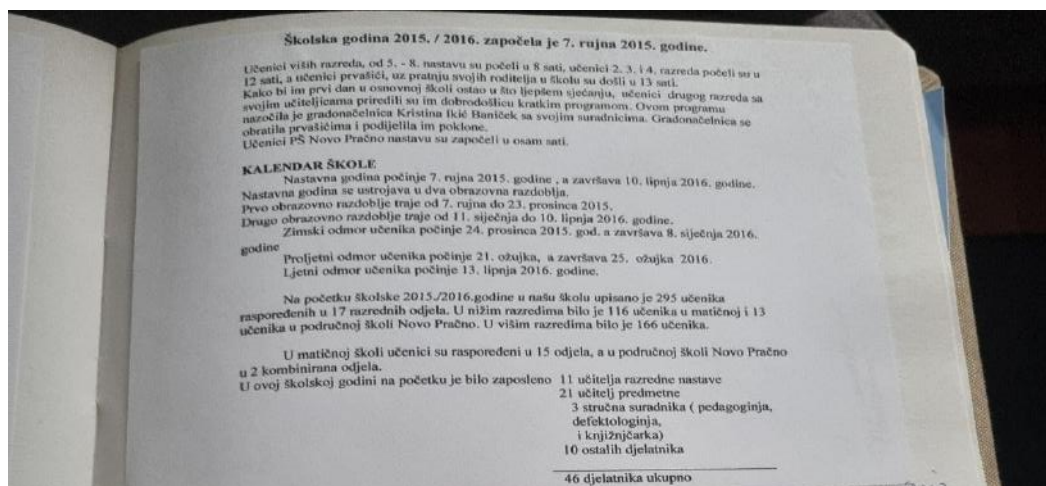 Školska godina 2015. / 2016. započela je 7. rujna 2015. godine.
Učenici viših razreda, od 5. - 8. nastavu su počeli u 8 sati, učenici 2. 3. i 4. razreda počeli su u
12 sati, a učenici prvašići, uz pratnju svojih roditelja u školu su došli u 13 sati.
Kako bi im prvi dan u osnovnoj školi ostao u što ljepšem sjećanju, učenici drugog razreda sa
svojim učiteljicama priredili su im dobrodošlicu kratkim programom. Ovom programu
nazočila je gradonačelnica Kristina Ikić Baniček sa svojim suradnicima. Gradonačelnica se
obratila prvašićima i podijelila im poklone.
Učenici PŠ Novo Pračno nastavu su započeli u osam sati.
KALENDAR ŠKOLE
Nastavna godina počinje 7. rujna 2015. godine , a završava 10. lipnja 2016. godine.
Nastavna godina se ustrojava u dva obrazovna razdoblja.
Prvo obrazovno razdoblje traje od 7. rujna do 23. prosinca 2015.
Drugo obrazovno razdoblje traje od 11. siječnja do 10. lipnja 2016. godine.
Zimski odmor učenika počinje 24. prosinca 2015. god. a završava 8. siječnja 2016.
godine
Proljetni odmor učenika počinje 21. ožujka, a završava 25. ožujka 2016.
Ljetni odmor učenika počinje 13. lipnja 2016. godine.
Na početku školske 2015./2016.godine u našu školu upisano je 295 učenika
raspoređenih u 17 razrednih odjela. U nižim razredima bilo je 116 učenika u matičnoj i 13
učenika u područnoj školi Novo Pračno. U višim razredima bilo je 166 učenika.
U matičnoj školi učenici su raspoređeni u 15 odjela, a u područnoj školi Novo Pračno
u 2 kombinirana odjela.
U ovoj školskoj godini na početku je bilo zaposleno 11 učitelja razredne nastave
21 učitelj predmetne
3 stručna suradnika ( pedagoginja,
defektologinja,
i knjižnjčarka)
10 ostalih djelatnika
46 djelatnika ukupno